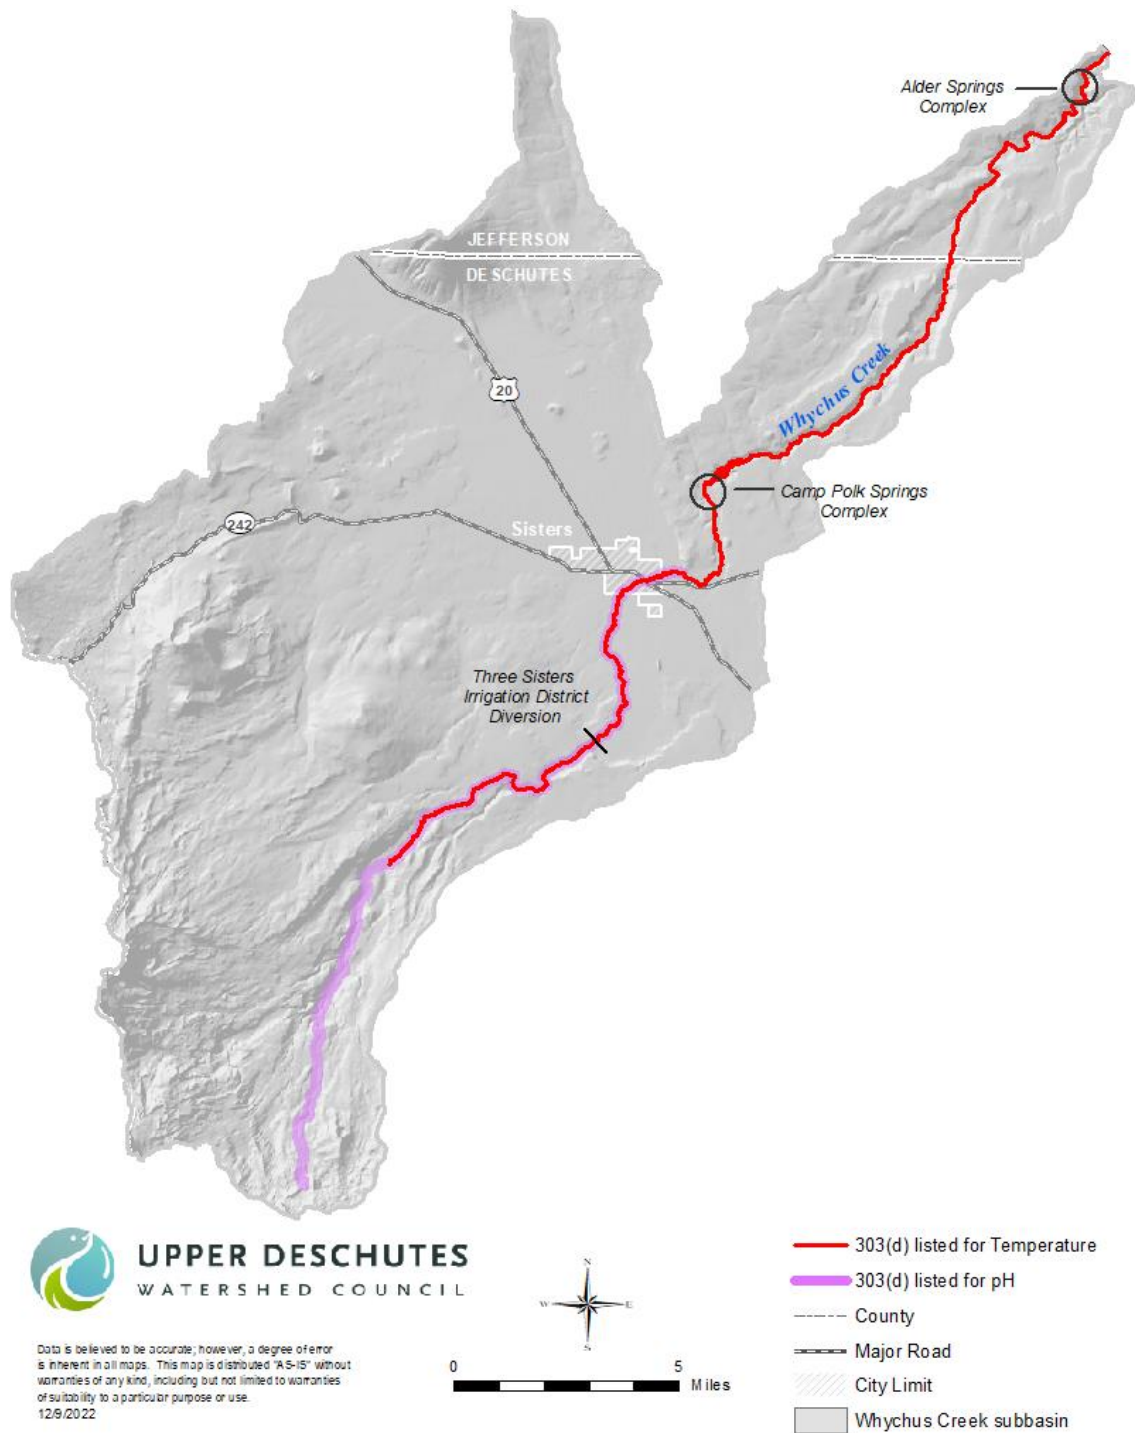 Alder Springs
Complex
JEFFERSON
DESCHUTES
20
Whychus Creek
Camp Polk Springs
Complex
242
Sisters
Three Sisters
Irrigation District
Diversion
UPPER DESCHUTES
WATERSHED COUNCIL
Data is believed to be accurate; however, a degree of error
is inherent in all maps. This map is distributed "AS-IS" without
warranties of any kind, including but not limited to warranties
of suitability to a particular purpose or use.
12/9/2022
N
W
E
S
0
5
Miles
303(d) listed for Temperature
303(d) listed for pH
County
Major Road
City Limit
Whychus Creek subbasin